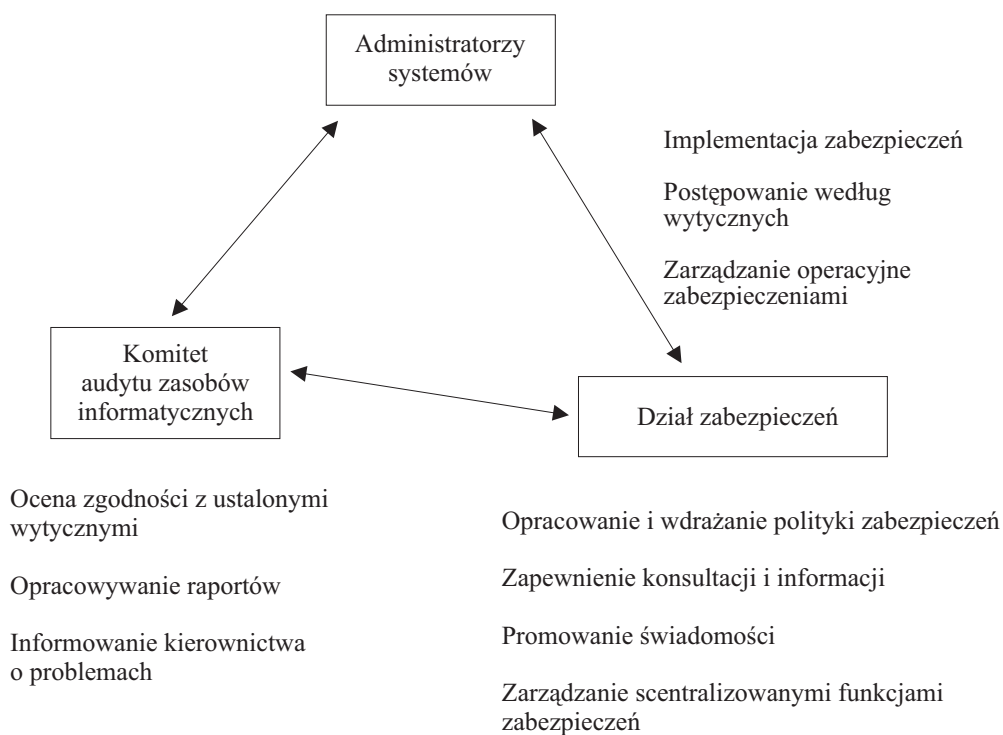 Administratorzy
systemów
Implementacja zabezpieczeń
Postępowanie według
wytycznych
Zarządzanie operacyjne
zabezpieczeniami
Komitet
audytu zasobów
informatycznych
Dział zabezpieczeń
Ocena zgodności z ustalonymi
wytycznymi
Opracowywanie raportów
Informowanie kierownictwa
o problemach
Opracowanie i wdrażanie polityki zabezpieczeń
Zapewnienie konsultacji i informacji
Promowanie świadomości
Zarządzanie scentralizowanymi funkcjami
zabezpieczeń